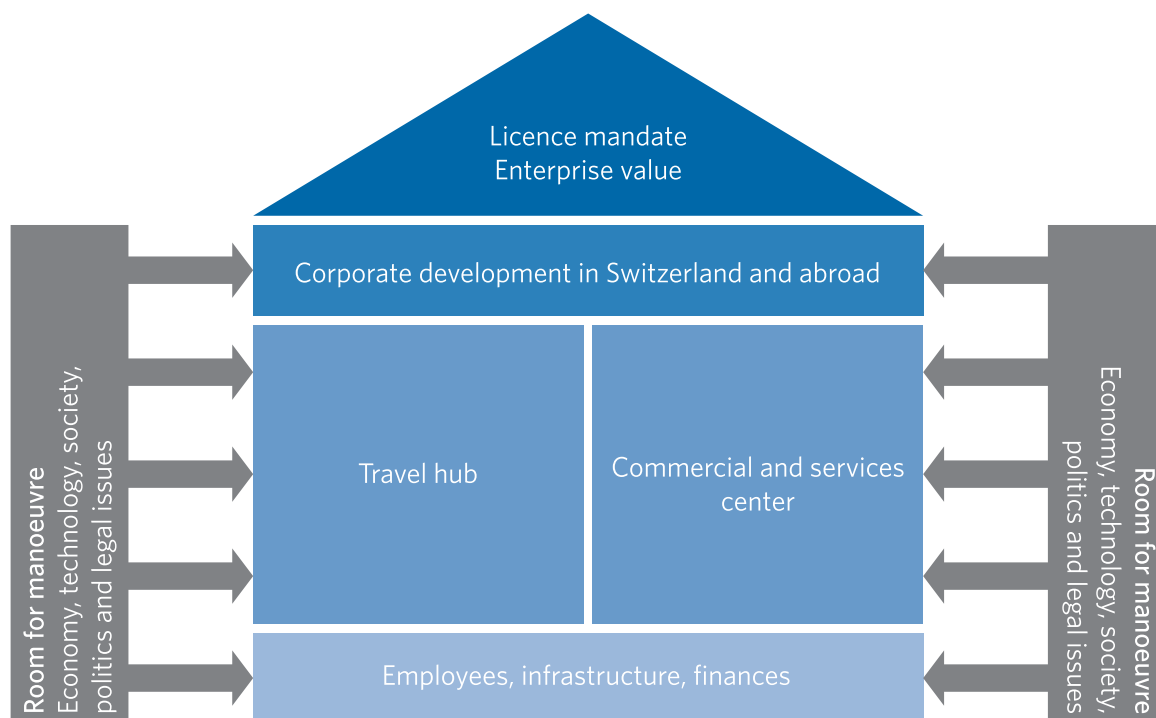 Licence mandate
Enterprise value
Corporate development in Switzerland and abroad
Room for manoeuvre
Economy, technology, society,
politics and legal issues
Travel hub
Commercial and services
center
Room for manoeuvre
Economy, technology, society,
politics and legal issues
Employees, infrastructure, finances